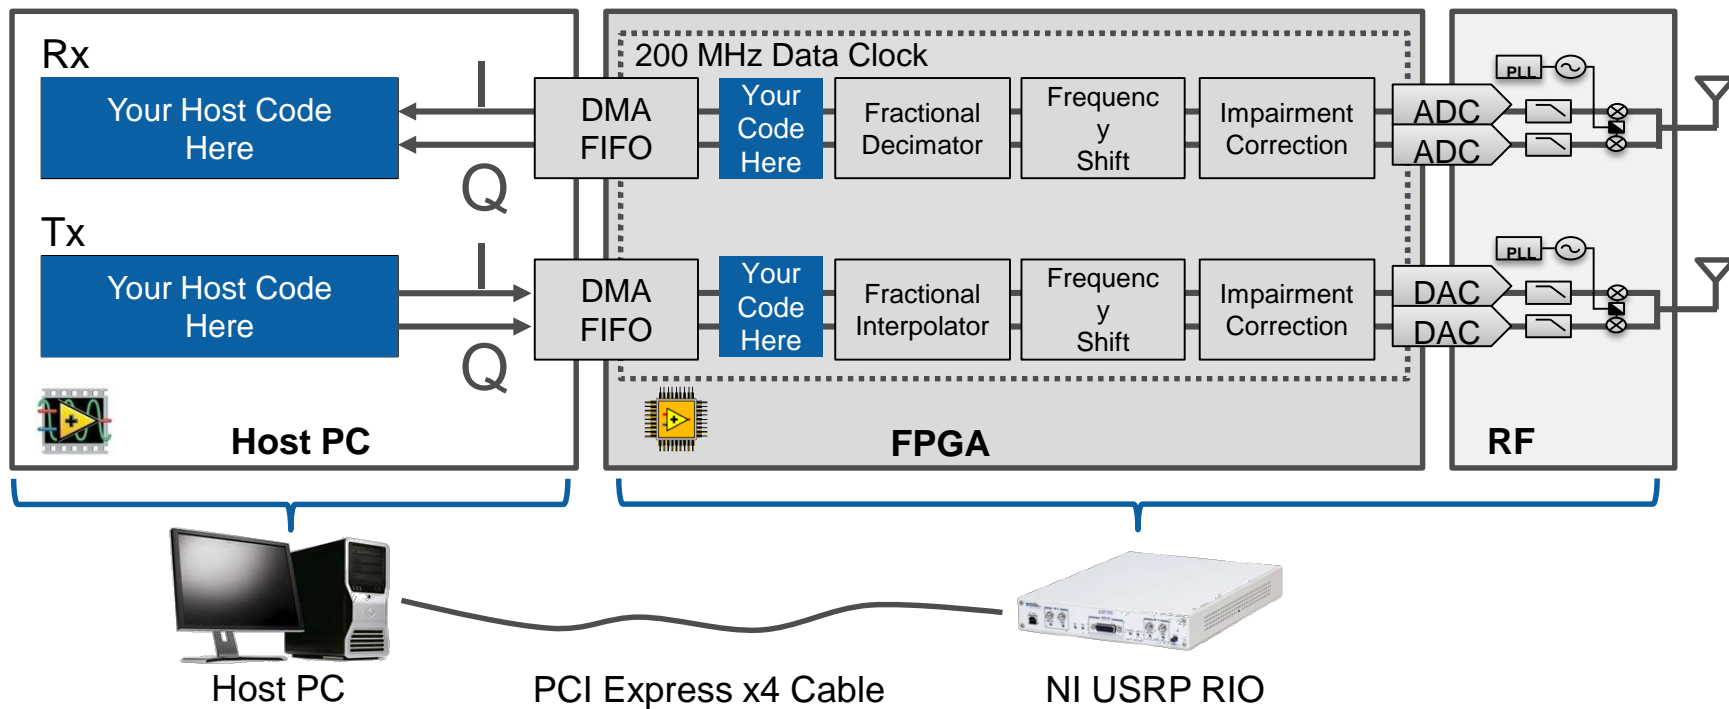 Rx
200 MHz Data Clock
Your Host Code
Here
I
Q
DMA
FIFO
Your
Code
Here
Fractional
Decimator
Frequenc
y
Shift
Impairment
Correction
ADC
ADC
PLL
Tx
Your Host Code
Here
I
Q
DMA
FIFO
Your
Code
Here
Fractional
Interpolator
Frequenc
y
Shift
Impairment
Correction
DAC
DAC
PLL
Host PC
FPGA
RF
Host PC
PCI Express x4 Cable
NI USRP RIO